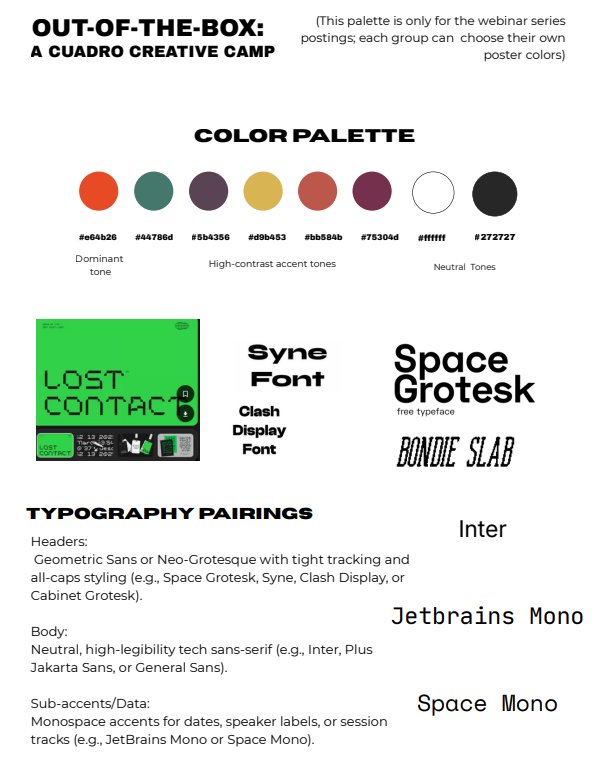 OUT-OF-THE-BOX:
A CUADRO CREATIVE CAMP
(This palette is only for the webinar series
postings; each group can choose their own
poster colors)
COLOR PALETTE
#e64b26 #44786d #5b4356 #d9b453 #bb584b #75304d #ffffff #272727
Dominant
tone
High-contrast accent tones
Neutral Tones
LOST
CONTACT
LOST
CONTACT
Syne
Font
Clash
Display
Font
Space
Grotesk
free typeface
BONDIE SLAB
TYPOGRAPHY PAIRINGS
Headers:
Geometric Sans or Neo-Grotesque with tight tracking and
all-caps styling (e.g., Space Grotesk, Syne, Clash Display, or
Cabinet Grotesk).
Body:
Neutral, high-legibility tech sans-serif (e.g., Inter, Plus
Jakarta Sans, or General Sans).
Sub-accents/Data:
Monospace accents for dates, speaker labels, or session
tracks (e.g., JetBrains Mono or Space Mono).
Inter
Jetbrains Mono
Space Mono